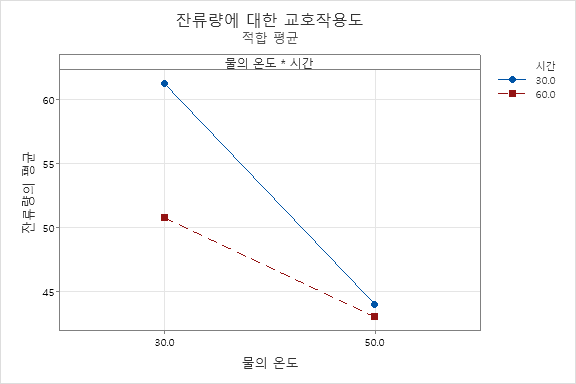 잔류량에 대한 교호작용도
적합 평균
물의 온도 * 시간
시간
30.0
60.0
잔류량의 평균
60
55
50
45
30.0
50.0
물의 온도